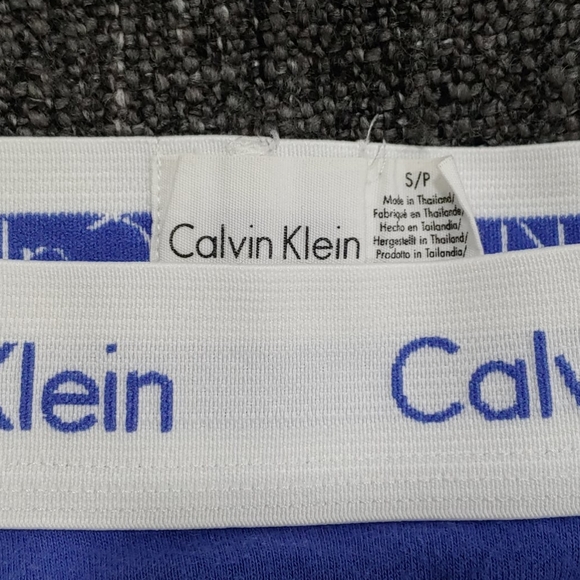 S/P
Made in Thailand/
Fabriqué en Thaïlande/
Hecho en Tailandia/
Hergestellt in Thailand/
Prodotto in Tailandia/
Calvin Klein
Klein
Calv